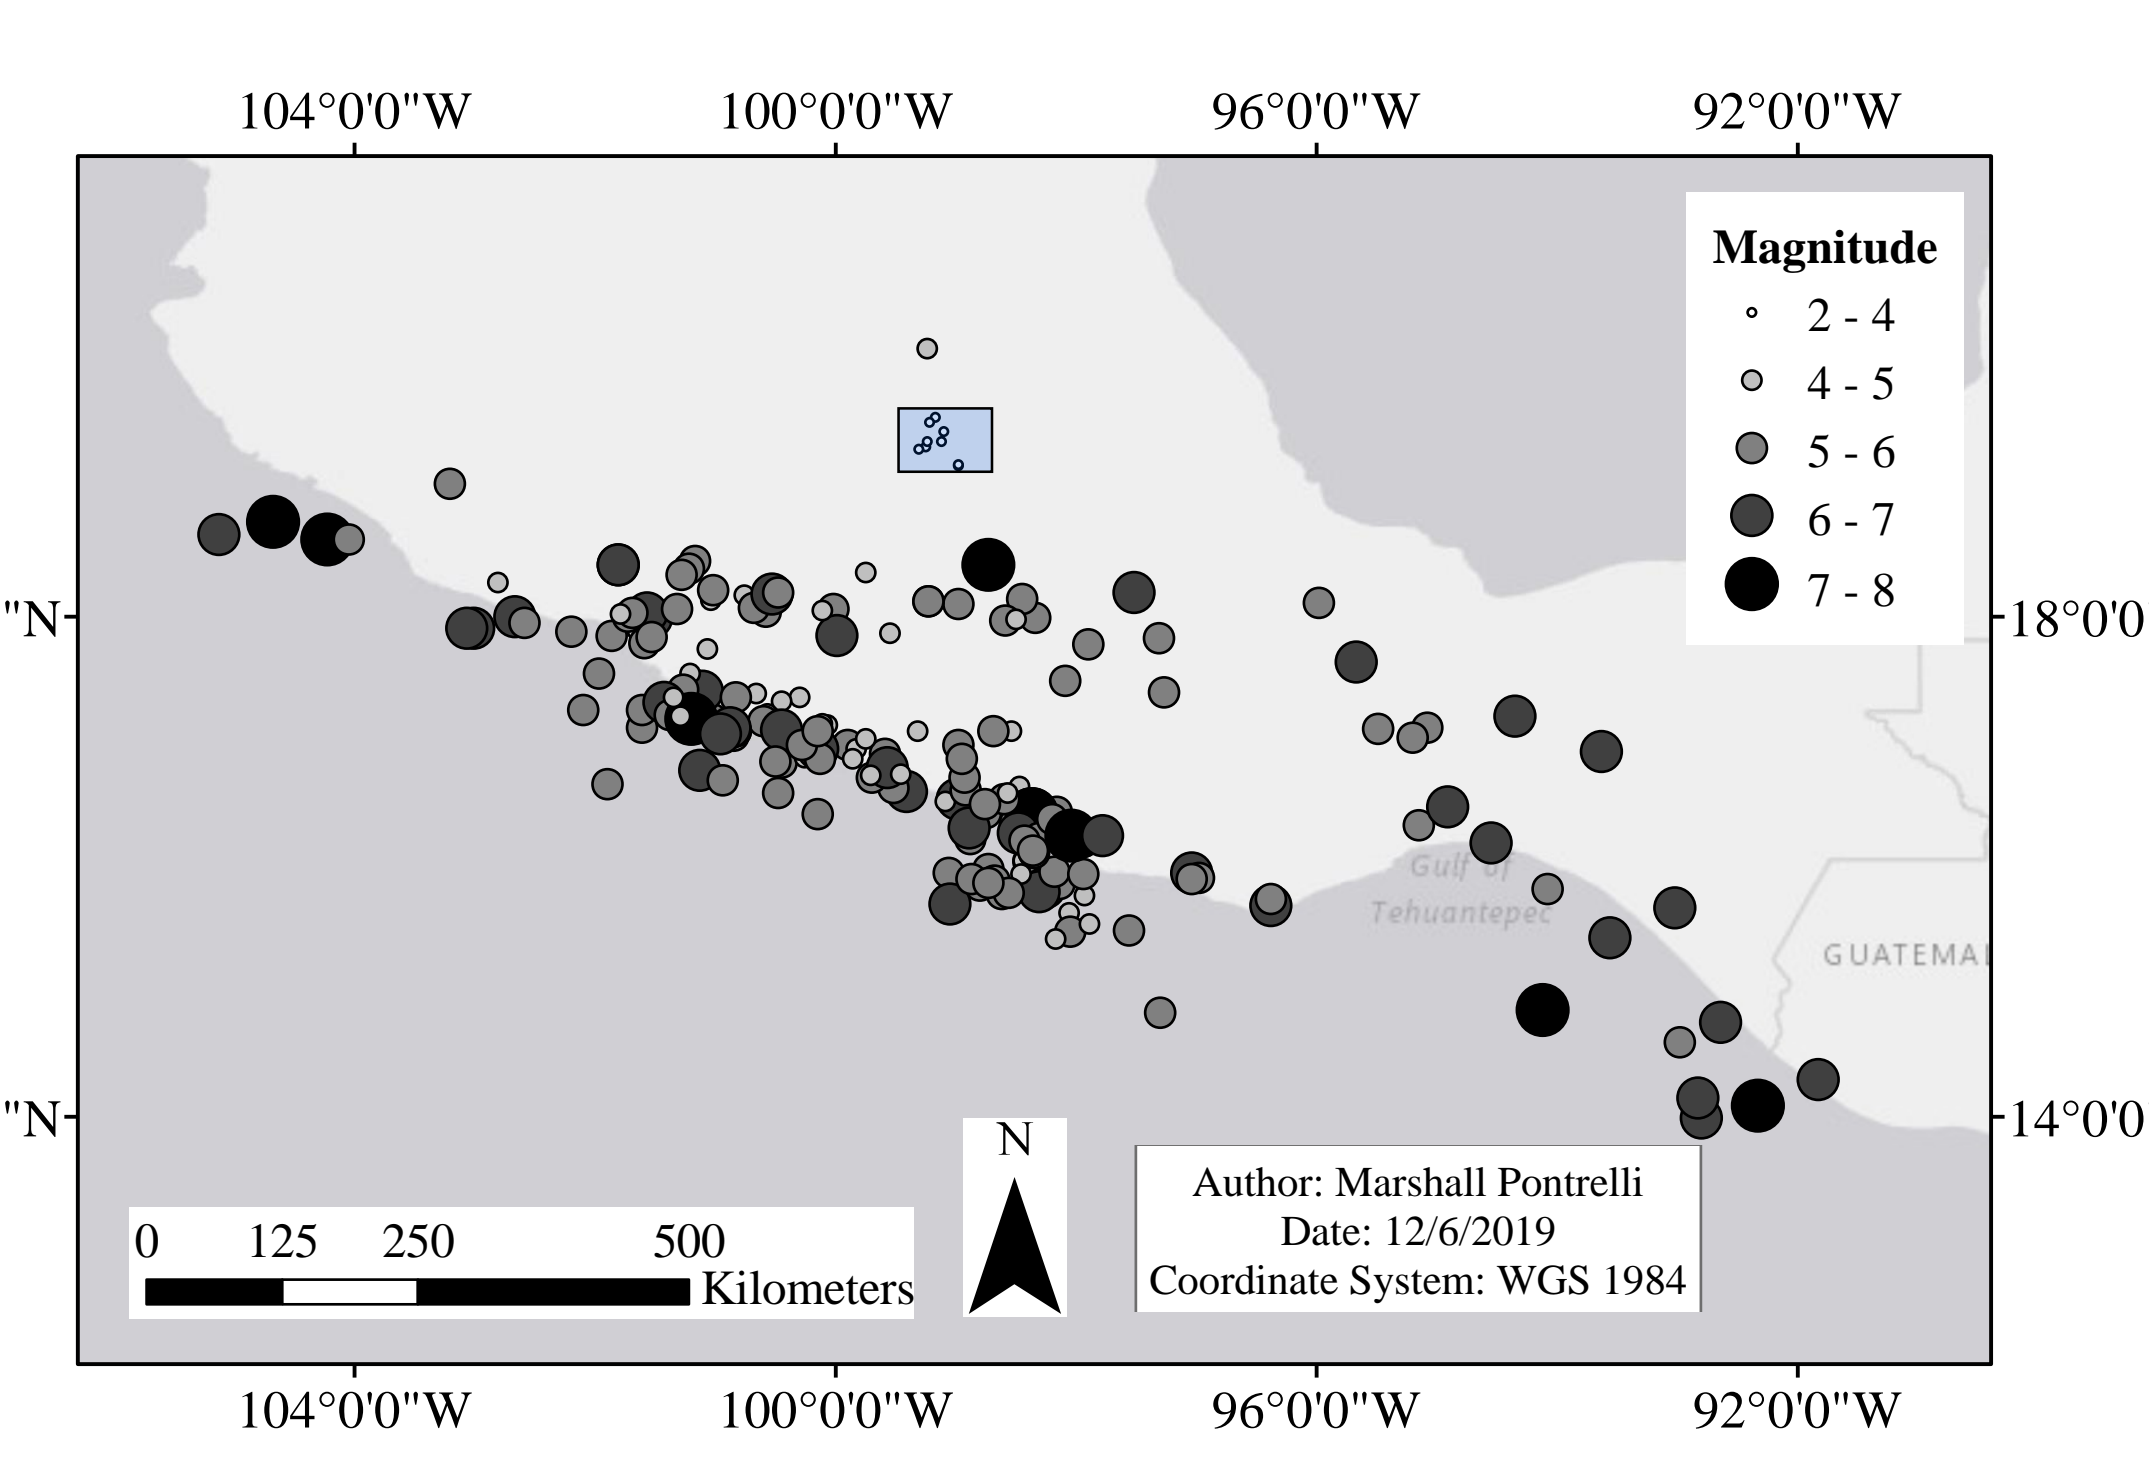 104°0'0"W 100°0'0"W 96°0'0"W 92°0'0"W
Magnitude
2 - 4
4 - 5
5 - 6
6 - 7
7 - 8
"N
18°0'0
Gulf of
Tehuantepec
GUATEMAL
"N
14°0'0
N
Author: Marshall Pontrelli
Date: 12/6/2019
Coordinate System: WGS 1984
0 125 250 500
Kilometers
104°0'0"W 100°0'0"W 96°0'0"W 92°0'0"W